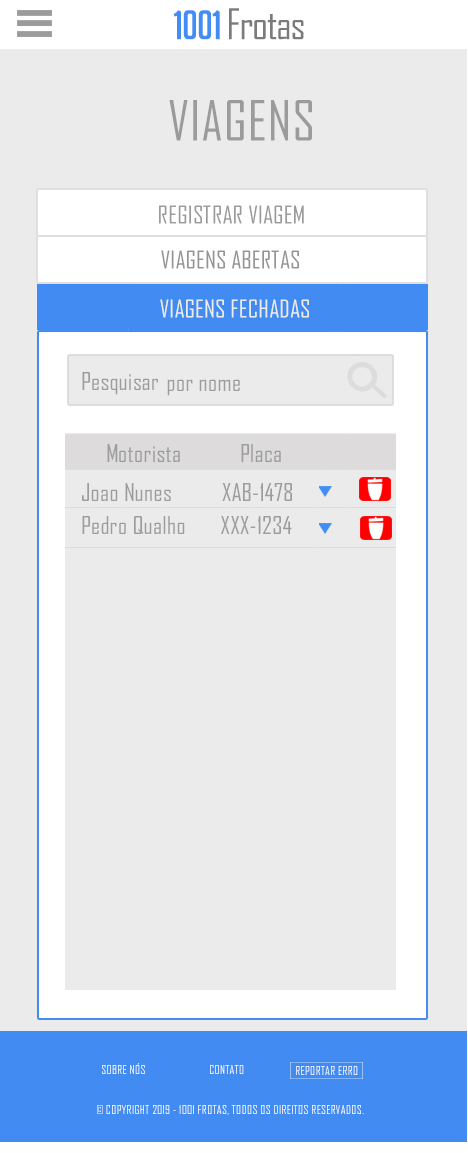 1001 Frotas
VIAGENS
REGISTRAR VIAGEM
VIAGENS ABERTAS
VIAGENS FECHADAS
Pesquisar por nome
Motorista Placa
Joao Nunes XAB-1478
Pedro Qualho XXX-1234
SOBRE NÓS CONTATO REPORTAR ERRO
© COPYRIGHT 2019 - 1001 FROTAS, TODOS OS DIREITOS RESERVADOS.